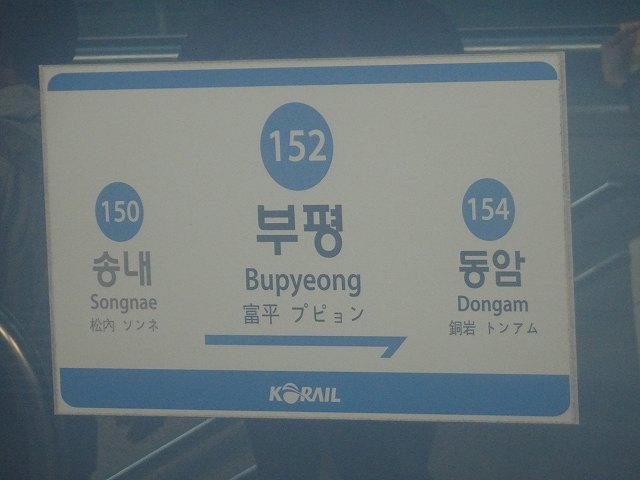 152
부평
Bupyeong
富平 プピョン
150
송내
Songnae
松內 ソンネ
154
동암
Dongam
銅岩 トンアム
KORAIL